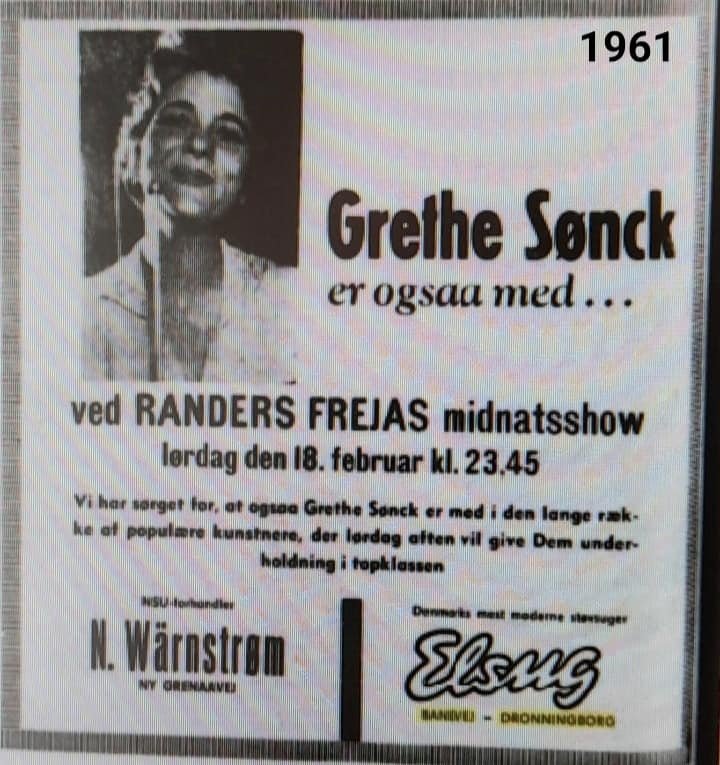 1961
Grethe Sønck
er ogsaa med...
ved RANDERS FREJAS midnatsshow
lørdag den 18. februar kl. 23.45
Vi har sørget for, at ogsaa Grethe Sønck er med i den lange ræk-
ke af populære kunstnere, der lørdag aften vil give Dem under-
holdning i topklassen
NSU-forhandler
N. Wärnstrøm
NY GRENAAVEJ
Danmarks mest moderne støvsuger
Elsug
BANEVEJ - DRONNINGBORG